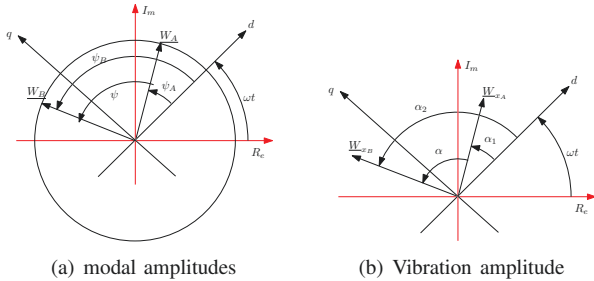 I_m
q
W_A
d
ψ_B
W_B
ψ
ψ_A
ωt
R_e
(a) modal amplitudes
I_m
q
W_{x_A}
d
α_2
α_1
W_{x_B}
α
ωt
R_e
(b) Vibration amplitude